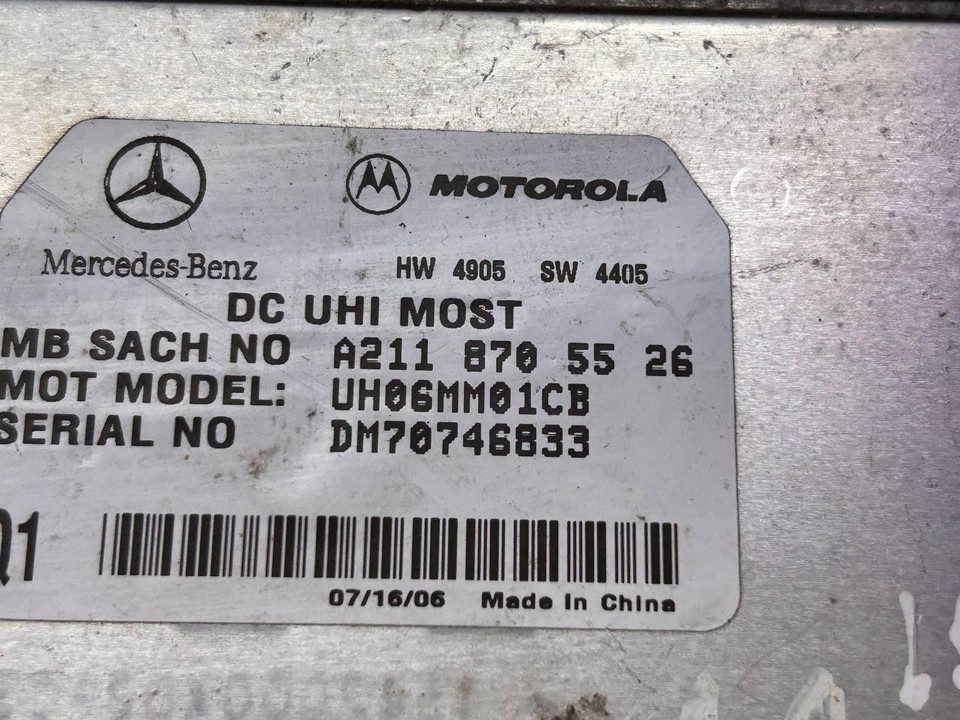 MOTOROLA
Mercedes-Benz HW 4905 SW 4405
DC UHI MOST
MB SACH NO A211 870 55 26
MOT MODEL: UH06MM01CB
SERIAL NO DM70746833
Q1
07/16/06 Made In China